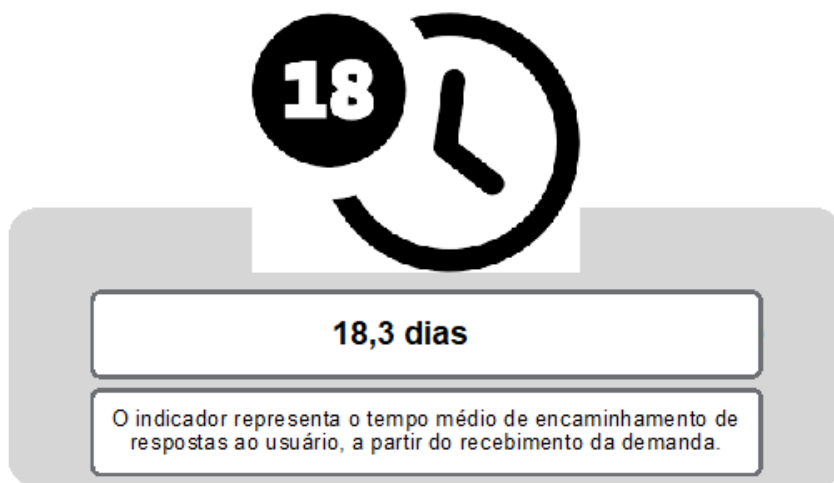 18
18,3 dias
O indicador representa o tempo médio de encaminhamento de
respostas ao usuário, a partir do recebimento da demanda.